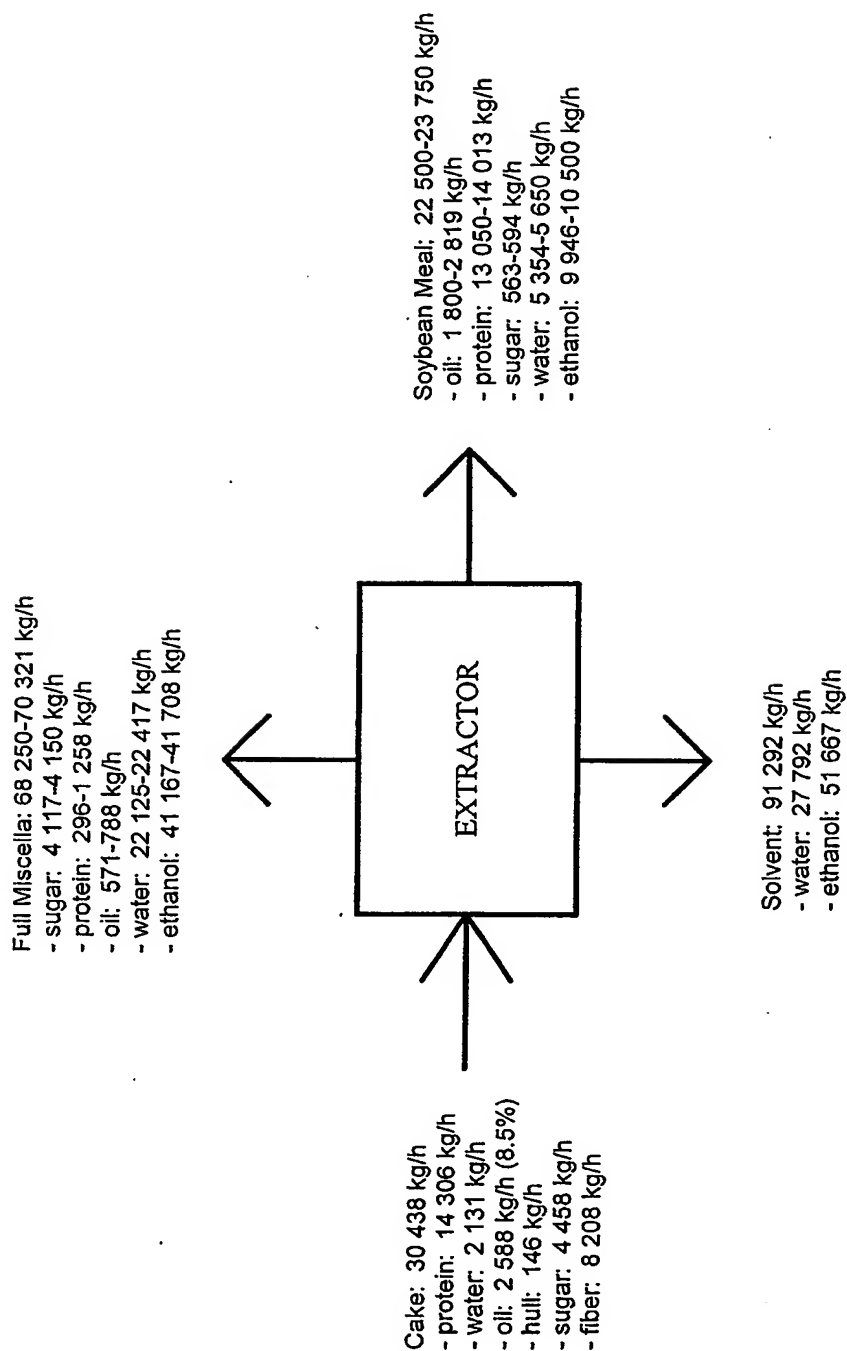 Full Miscella: 68 250-70 321 kg/h
- sugar: 4 117-4 150 kg/h
- protein: 296-1 258 kg/h
- oil: 571-788 kg/h
- water: 22 125-22 417 kg/h
- ethanol: 41 167-41 708 kg/h
Cake: 30 438 kg/h
- protein: 14 306 kg/h
- water: 2 131 kg/h
- oil: 2 588 kg/h (8.5%)
- hull: 146 kg/h
- sugar: 4 458 kg/h
- fiber: 8 208 kg/h
EXTRACTOR
Soybean Meal: 22 500-23 750 kg/h
- oil: 1 800-2 819 kg/h
- protein: 13 050-14 013 kg/h
- sugar: 563-594 kg/h
- water: 5 354-5 650 kg/h
- ethanol: 9 946-10 500 kg/h
Solvent: 91 292 kg/h
- water: 27 792 kg/h
- ethanol: 51 667 kg/h